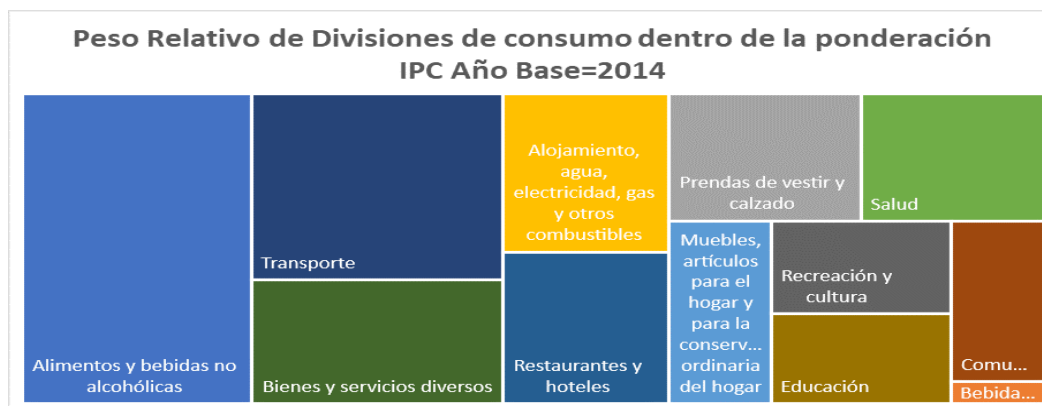 Peso Relativo de Divisiones de consumo dentro de la ponderación
IPC Año Base=2014
Alimentos y bebidas no
alcohólicas
Transporte
Bienes y servicios diversos
Alojamiento,
agua,
electricidad, gas
y otros
combustibles
Restaurantes y
hoteles
Prendas de vestir y
calzado
Salud
Muebles,
artículos
para el
hogar y
para la
conserv...
ordinaria
del hogar
Recreación y
cultura
Educación
Comu...
Bebida...